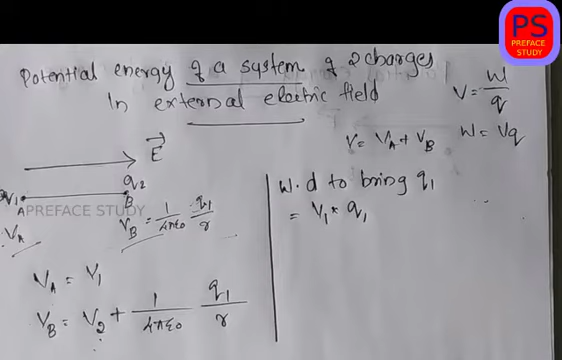 PS
PREFACE
STUDY
Potential energy of a system of 2 charges
In external electric field
V = W/q
W = Vq
V = VA + VB
E
q1 q2
A B
PREFACE STUDY
VA
VB = 1/4πε0 q1/r
VA = V1
VB = V2 + 1/4πε0 q1/r
W.d to bring q1
= V1 * q1